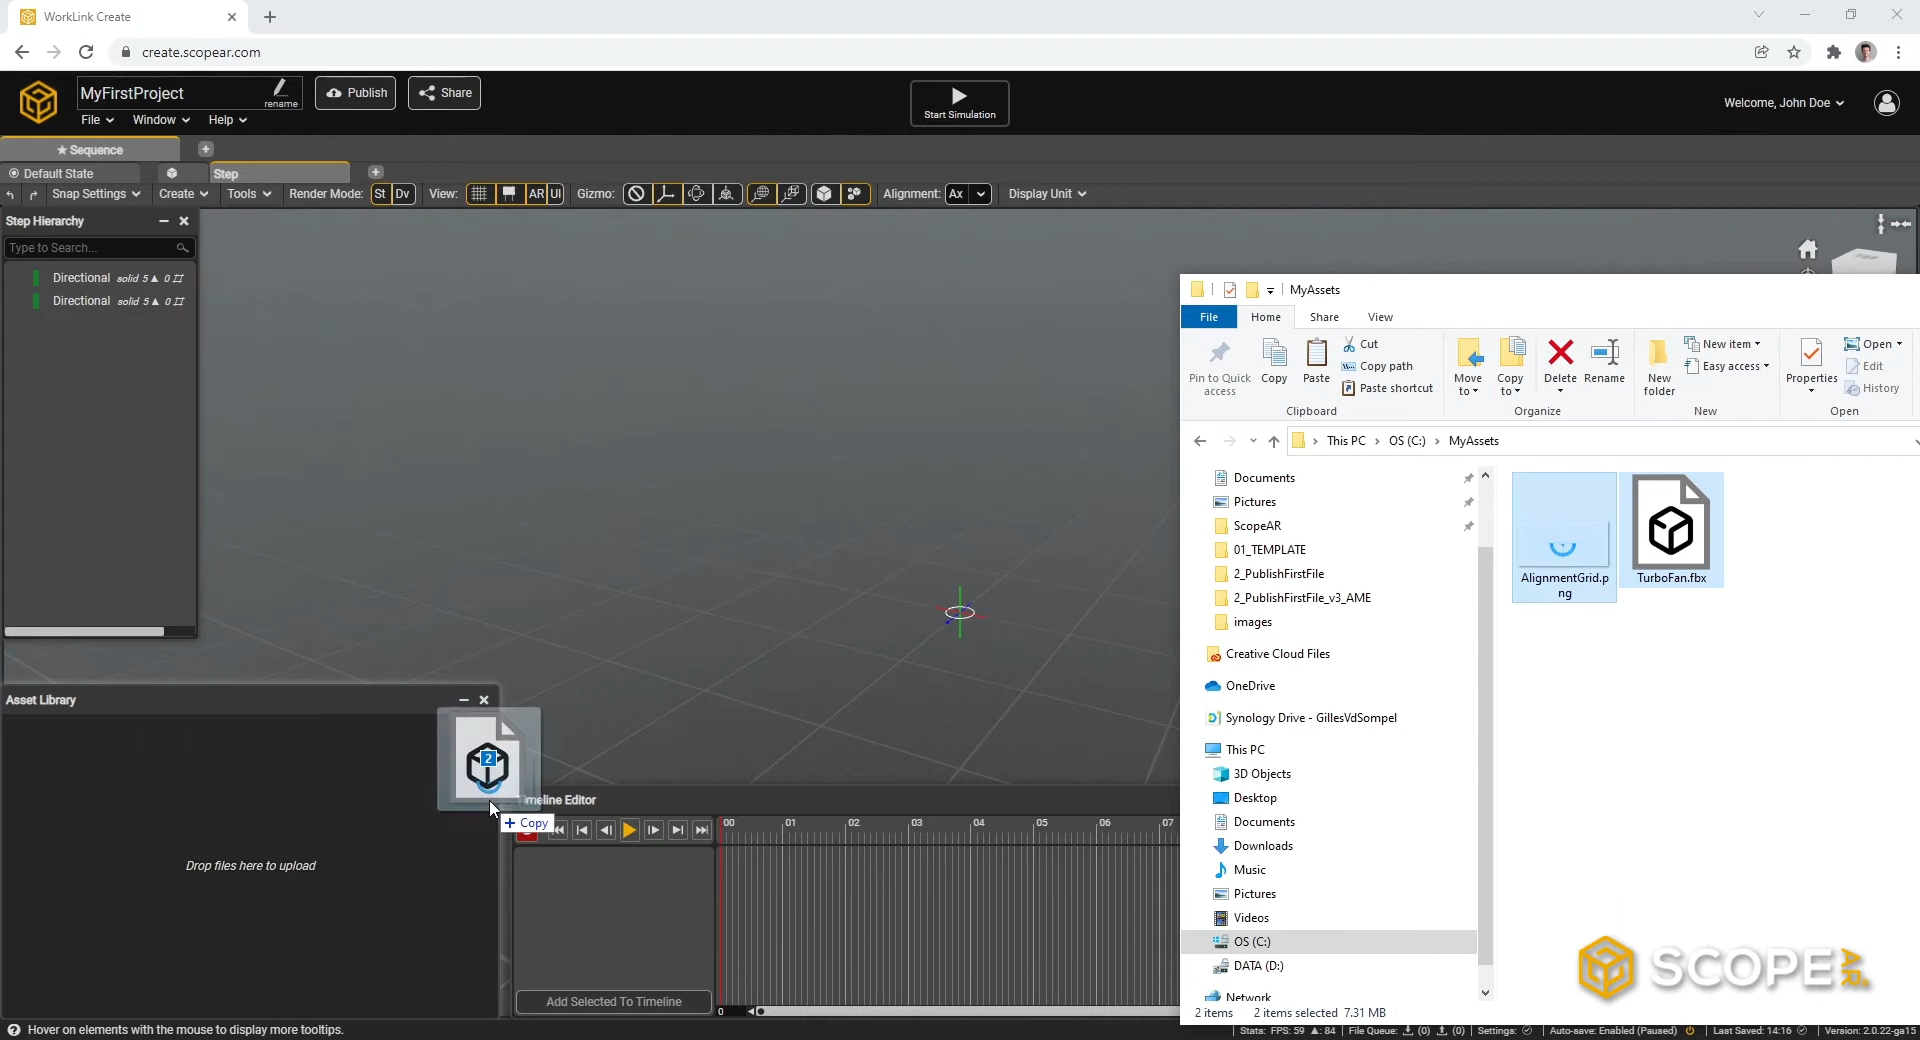 WorkLink Create
create.scopear.com
MyFirstProject
rename
Publish
Share
Start Simulation
Welcome, John Doe
File
Window
Help
★ Sequence
Default State
Step
Snap Settings
Create
Tools
Render Mode:
St
Dv
View:
AR
UI
Gizmo:
Alignment:
Ax
Display Unit
Step Hierarchy
Type to Search...
Directional solid 5▲ 0
Directional solid 5▲ 0
MyAssets
File
Home
Share
View
Pin to Quick
access
Copy
Paste
Cut
Copy path
Paste shortcut
Clipboard
Move
to
Copy
to
Delete
Rename
Organize
New
folder
New item
Easy access
New
Properties
Open
Edit
History
Open
This PC
OS (C:)
MyAssets
Documents
Pictures
ScopeAR
01_TEMPLATE
2_PublishFirstFile
2_PublishFirstFile_v3_AME
images
Creative Cloud Files
OneDrive
Synology Drive - GillesVdSompel
This PC
3D Objects
Desktop
Documents
Downloads
Music
Pictures
Videos
OS (C:)
DATA (D:)
Network
AlignmentGrid.p
ng
TurboFan.fbx
2 items
2 items selected 7.31 MB
Asset Library
2
+ Copy
Drop files here to upload
meline Editor
00
01
02
03
04
05
06
07
Add Selected To Timeline
0
SCOPE AR
Hover on elements with the mouse to display more tooltips.
Stats: FPS: 59 ▲: 84 | File Queue: (0) (0) | Settings: | Auto-save: Enabled (Paused) | Last Saved: 14:16 | Version: 2.0.22-ga15